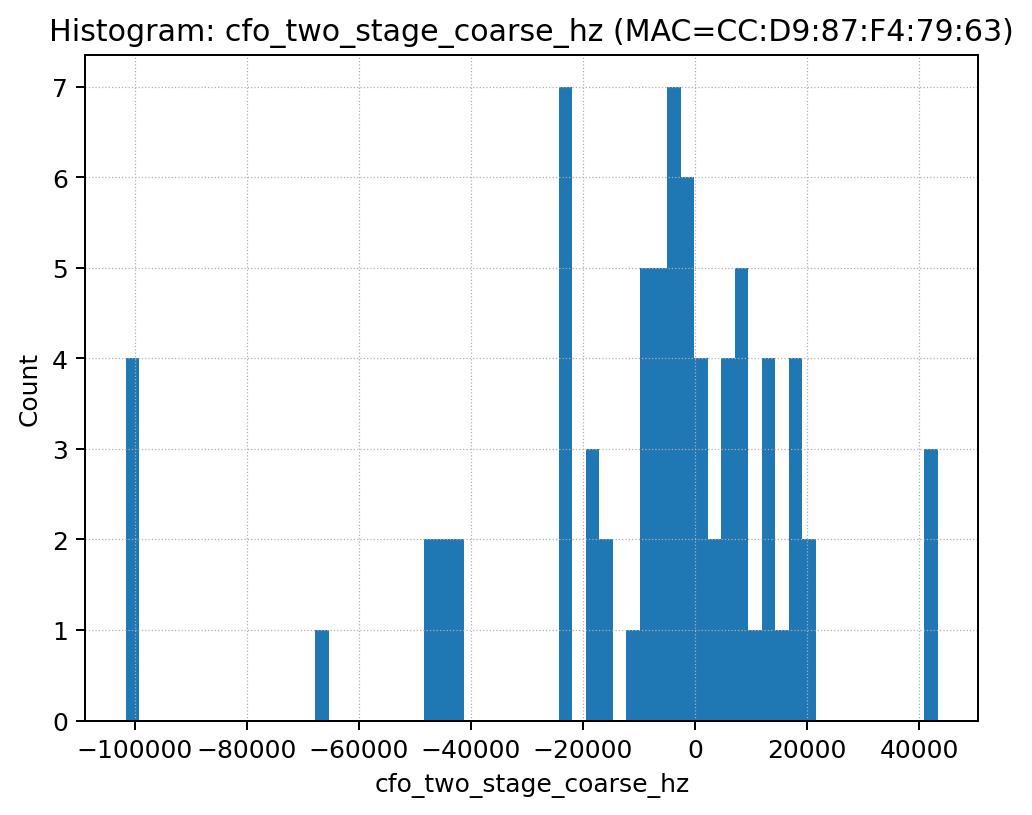 Histogram: cfo_two_stage_coarse_hz (MAC=CC:D9:87:F4:79:63)
7
6
5
4
3
2
1
0
Count
−100000 −80000 −60000 −40000 −20000 0 20000 40000
cfo_two_stage_coarse_hz